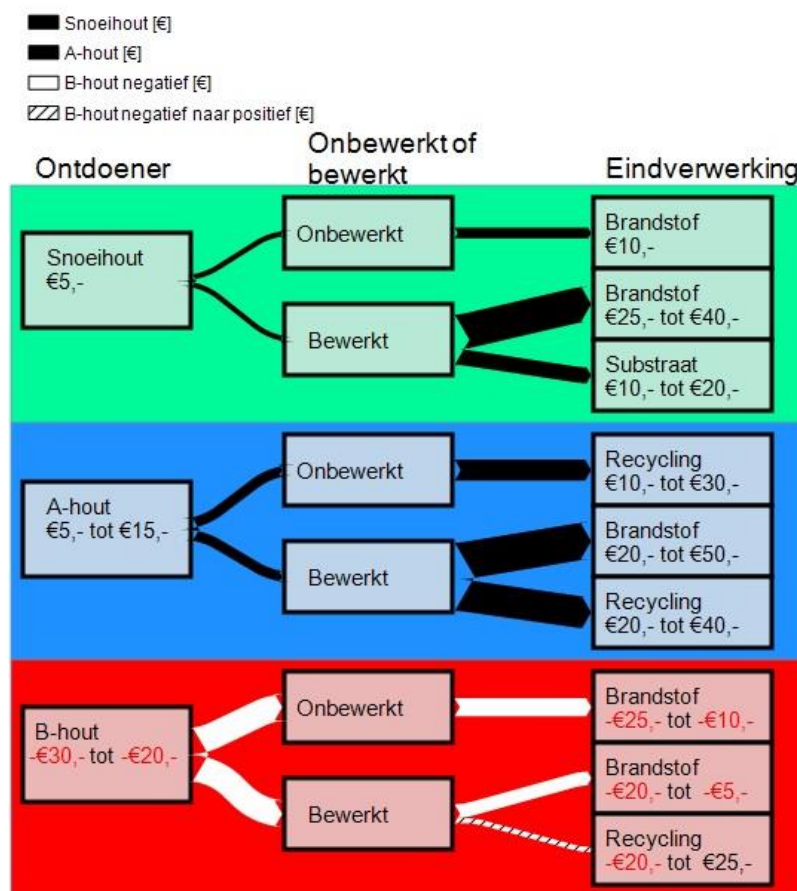 Snoeihout [€]
A-hout [€]
B-hout negatief [€]
B-hout negatief naar positief [€]
Ontdoener
Onbewerkt of
bewerkt
Eindverwerking
Snoeihout
€5,-
Onbewerkt
Bewerkt
Brandstof
€10,-
Brandstof
€25,- tot €40,-
Substraat
€10,- tot €20,-
A-hout
€5,- tot €15,-
Onbewerkt
Bewerkt
Recycling
€10,- tot €30,-
Brandstof
€20,- tot €50,-
Recycling
€20,- tot €40,-
B-hout
-€30,- tot -€20,-
Onbewerkt
Bewerkt
Brandstof
-€25,- tot -€10,-
Brandstof
-€20,- tot -€5,-
Recycling
-€20,- tot €25,-